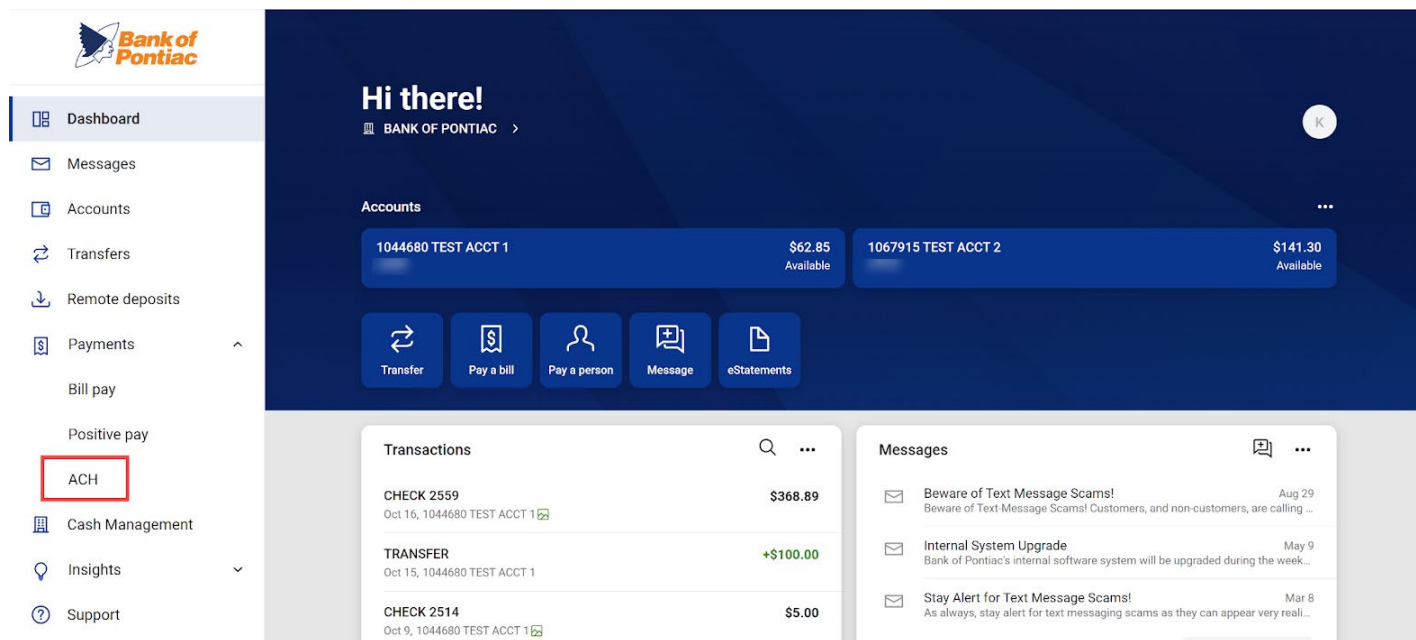 Bank of
Pontiac
Dashboard
Messages
Accounts
Transfers
Remote deposits
Payments
Bill pay
Positive pay
ACH
Cash Management
Insights
Support
Hi there!
BANK OF PONTIAC
K
Accounts
1044680 TEST ACCT 1 $62.85
Available
1067915 TEST ACCT 2 $141.30
Available
Transfer
Pay a bill
Pay a person
Message
eStatements
Transactions
CHECK 2559 $368.89
Oct 16, 1044680 TEST ACCT 1
TRANSFER +$100.00
Oct 15, 1044680 TEST ACCT 1
CHECK 2514 $5.00
Oct 9, 1044680 TEST ACCT 1
Messages
Beware of Text Message Scams! Aug 29
Beware of Text-Message Scams! Customers, and non-customers, are calling ...
Internal System Upgrade May 9
Bank of Pontiac's internal software system will be upgraded during the week...
Stay Alert for Text Message Scams! Mar 8
As always, stay alert for text messaging scams as they can appear very reali...